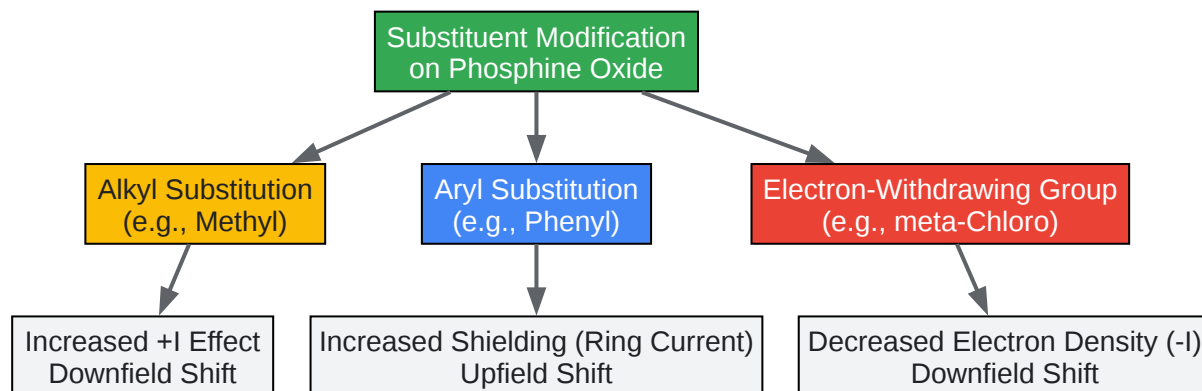 Substituent Modification
on Phosphine Oxide
Alkyl Substitution
(e.g., Methyl)
Aryl Substitution
(e.g., Phenyl)
Electron-Withdrawing Group
(e.g., meta-Chloro)
Increased +I Effect
Downfield Shift
Increased Shielding (Ring Current)
Upfield Shift
Decreased Electron Density (-I)
Downfield Shift